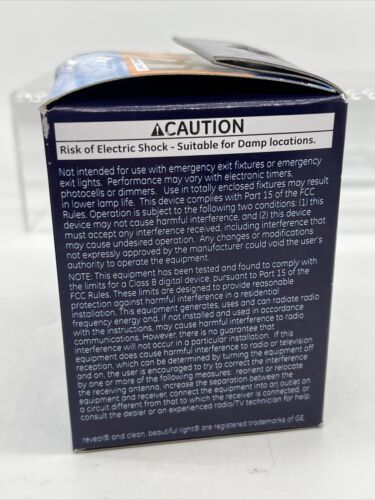 ⚠CAUTION
Risk of Electric Shock - Suitable for Damp locations.
Not intended for use with emergency exit fixtures or emergency
exit lights. Performance may vary with electronic timers,
photocells or dimmers. Use in totally enclosed fixtures may result
in lower lamp life. This device complies with Part 15 of the FCC
Rules. Operation is subject to the following two conditions: (1) this
device may not cause harmful interference, and (2) this device
must accept any interference received, including interference that
may cause undesired operation. Any changes or modifications
not expressly approved by the manufacturer could void the user's
authority to operate the equipment.
NOTE: This equipment has been tested and found to comply with
the limits for a Class B digital device, pursuant to Part 15 of the
FCC Rules. These limits are designed to provide reasonable
protection against harmful interference in a residential
installation. This equipment generates, uses and can radiate radio
frequency energy and, if not installed and used in accordance
with the instructions, may cause harmful interference to radio
communications. However, there is no guarantee that
interference will not occur in a particular installation. If this
equipment does cause harmful interference to radio or television
reception, which can be determined by turning the equipment off
and on, the user is encouraged to try to correct the interference
by one or more of the following measures: reorient or relocate
the receiving antenna, increase the separation between the
equipment and receiver, connect the equipment into an outlet on
a circuit different from that to which the receiver is connected, or
consult the dealer or an experienced radio/TV technician for help.
reveal® and clean, beautiful light® are registered trademarks of GE.